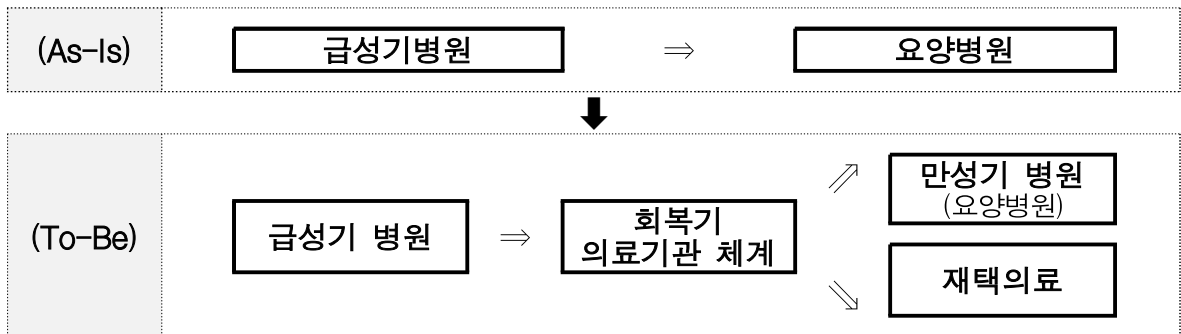 (As-Is)
급성기병원 ⇒ 요양병원
(To-Be)
급성기 병원 ⇒ 회복기
의료기관 체계
만성기 병원
(요양병원)
재택의료